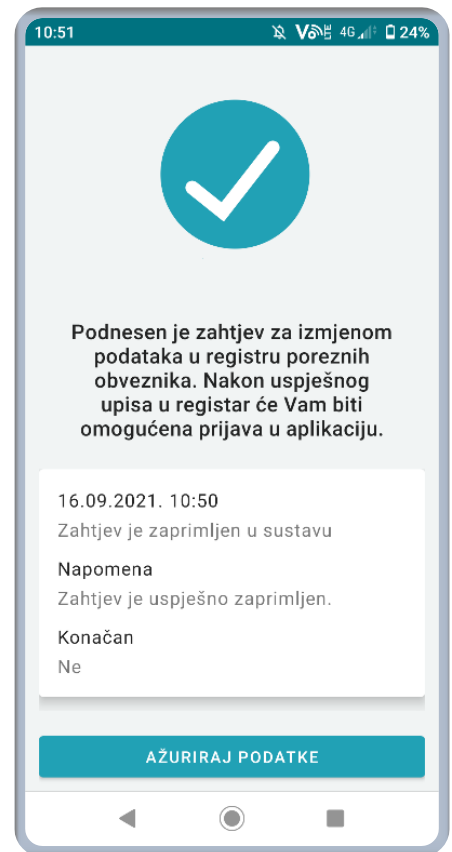 10:51 4G 24%
Podnesen je zahtjev za izmjenom
podataka u registru poreznih
obveznika. Nakon uspješnog
upisa u registar će Vam biti
omogućena prijava u aplikaciju.
16.09.2021. 10:50
Zahtjev je zaprimljen u sustavu
Napomena
Zahtjev je uspješno zaprimljen.
Konačan
Ne
AŽURIRAJ PODATKE